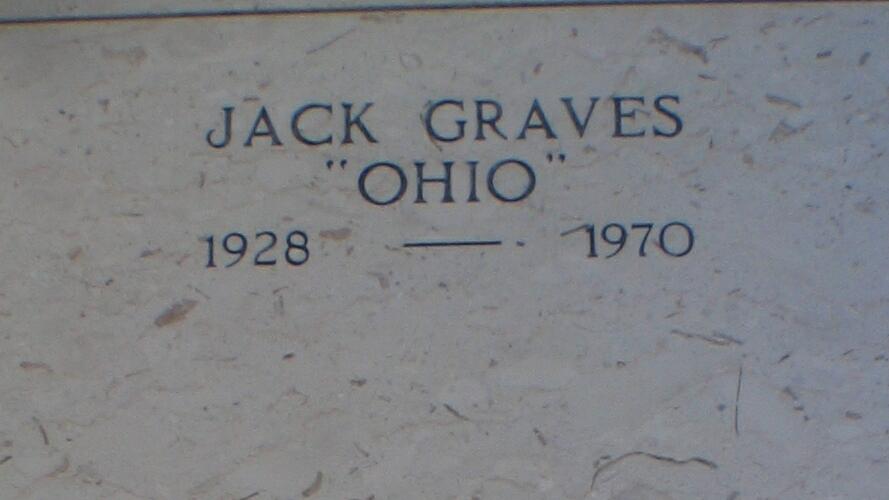 JACK GRAVES
"OHIO"
1928 — 1970